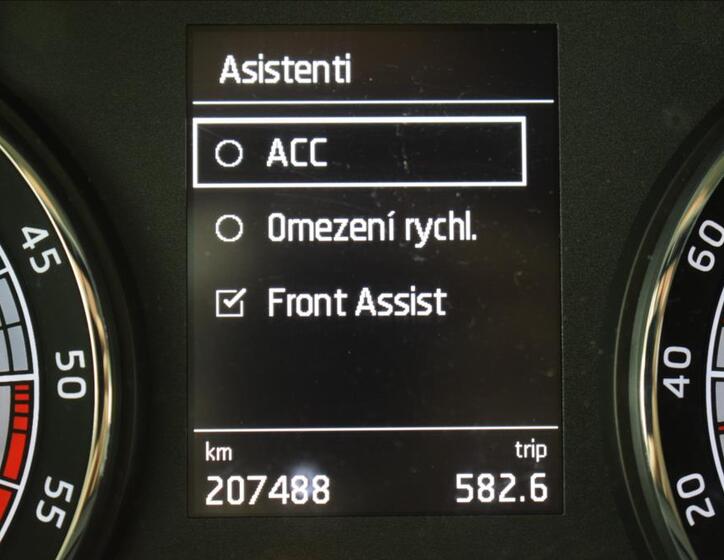 Asistenti
ACC
Omezení rychl.
Front Assist
km trip
207488 582.6
45
50
55
60
40
20